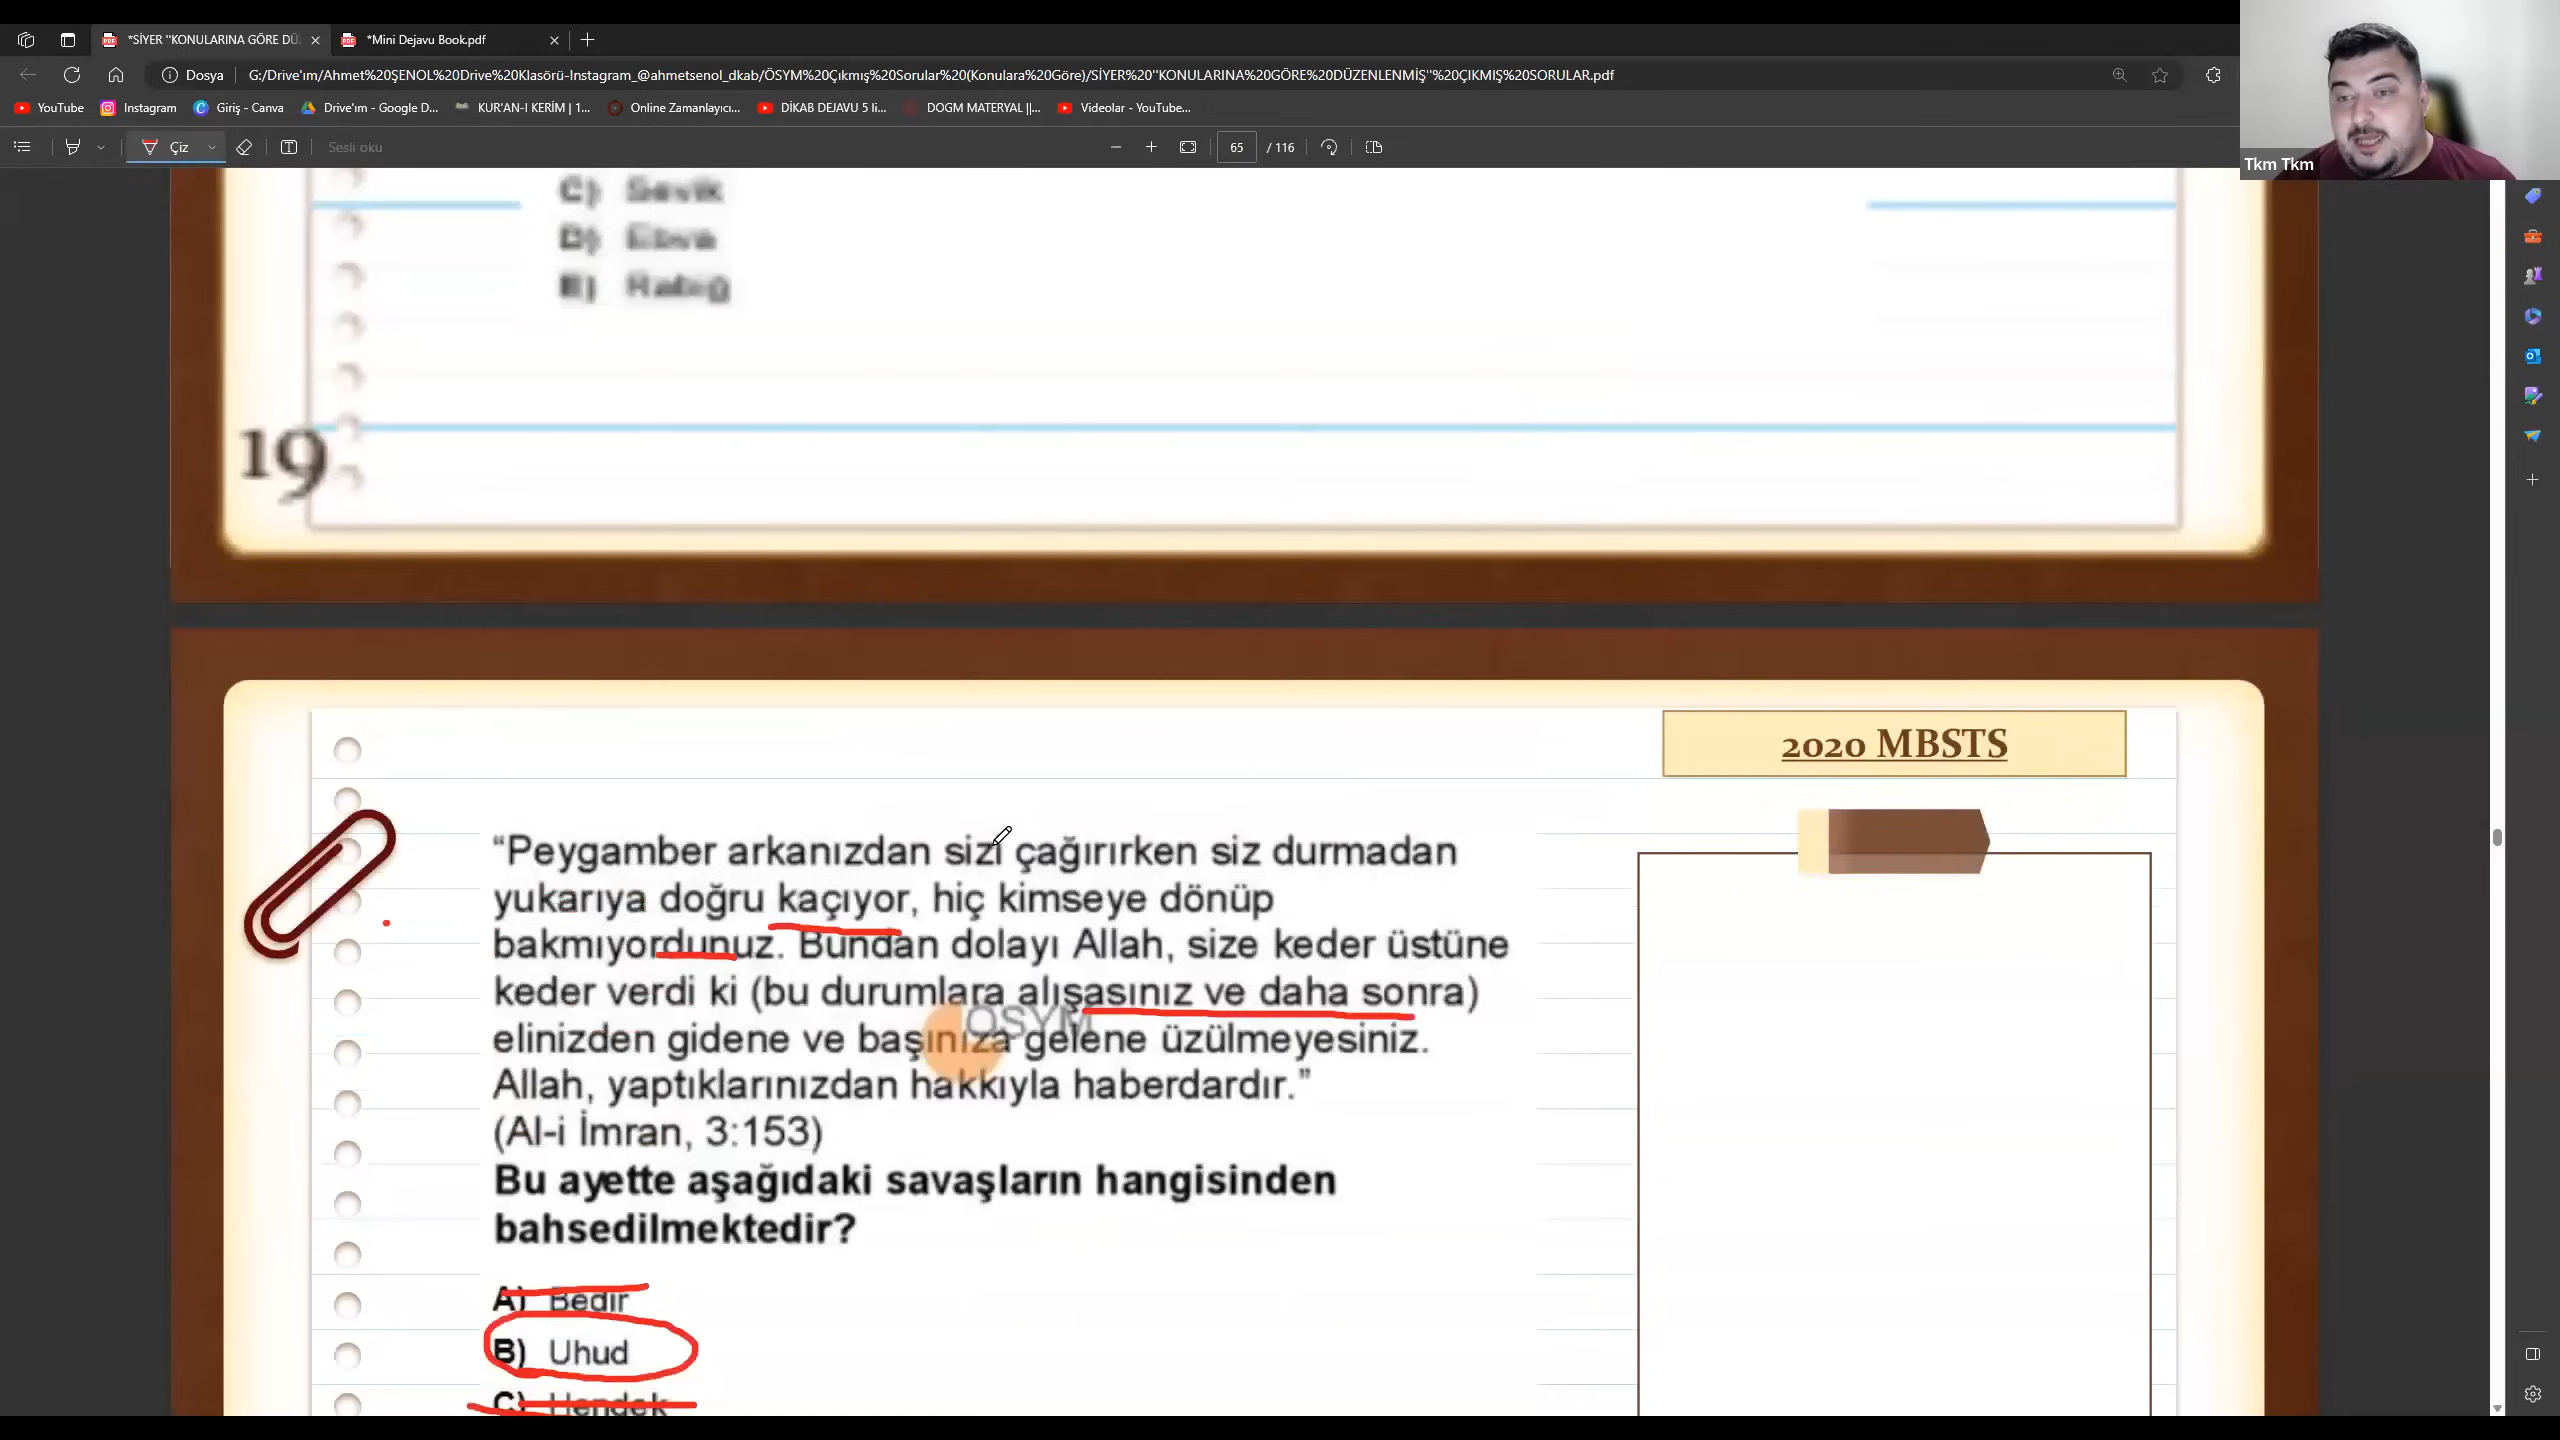 *SİYER "KONULARINA GÖRE DÜ
*Mini Dejavu Book.pdf
Dosya
G:/Drive'ım/Ahmet%20ŞENOL%20Drive%20Klasörü-Instagram_@ahmetsenol_dkab/ÖSYM%20Çıkmış%20Sorular%20(Konulara%20Göre)/SİYER%20''KONULARINA%20GÖRE%20DÜZENLENMİŞ''%20ÇIKMIŞ%20SORULAR.pdf
YouTube
Instagram
Giriş - Canva
Drive'ım - Google D...
KUR'AN-I KERİM | 1...
Online Zamanlayıcı...
DİKAB DEJAVU 5 li...
DOGM MATERYAL ||...
Videolar - YouTube...
Çiz
Sesli oku
65 / 116
Tkm Tkm
C) Sevik
D) Ebva
E) Rabiğ
19
2020 MBSTS
“Peygamber arkanızdan sizi çağırırken siz durmadan
yukarıya doğru kaçıyor, hiç kimseye dönüp
bakmıyordunuz. Bundan dolayı Allah, size keder üstüne
keder verdi ki (bu durumlara alışasınız ve daha sonra)
elinizden gidene ve başınıza gelene üzülmeyesiniz.
Allah, yaptıklarınızdan hakkıyla haberdardır.”
(Al-i İmran, 3:153)
ÖSYM
Bu ayette aşağıdaki savaşların hangisinden
bahsedilmektedir?
A) Bedir
B) Uhud
C) Hendek